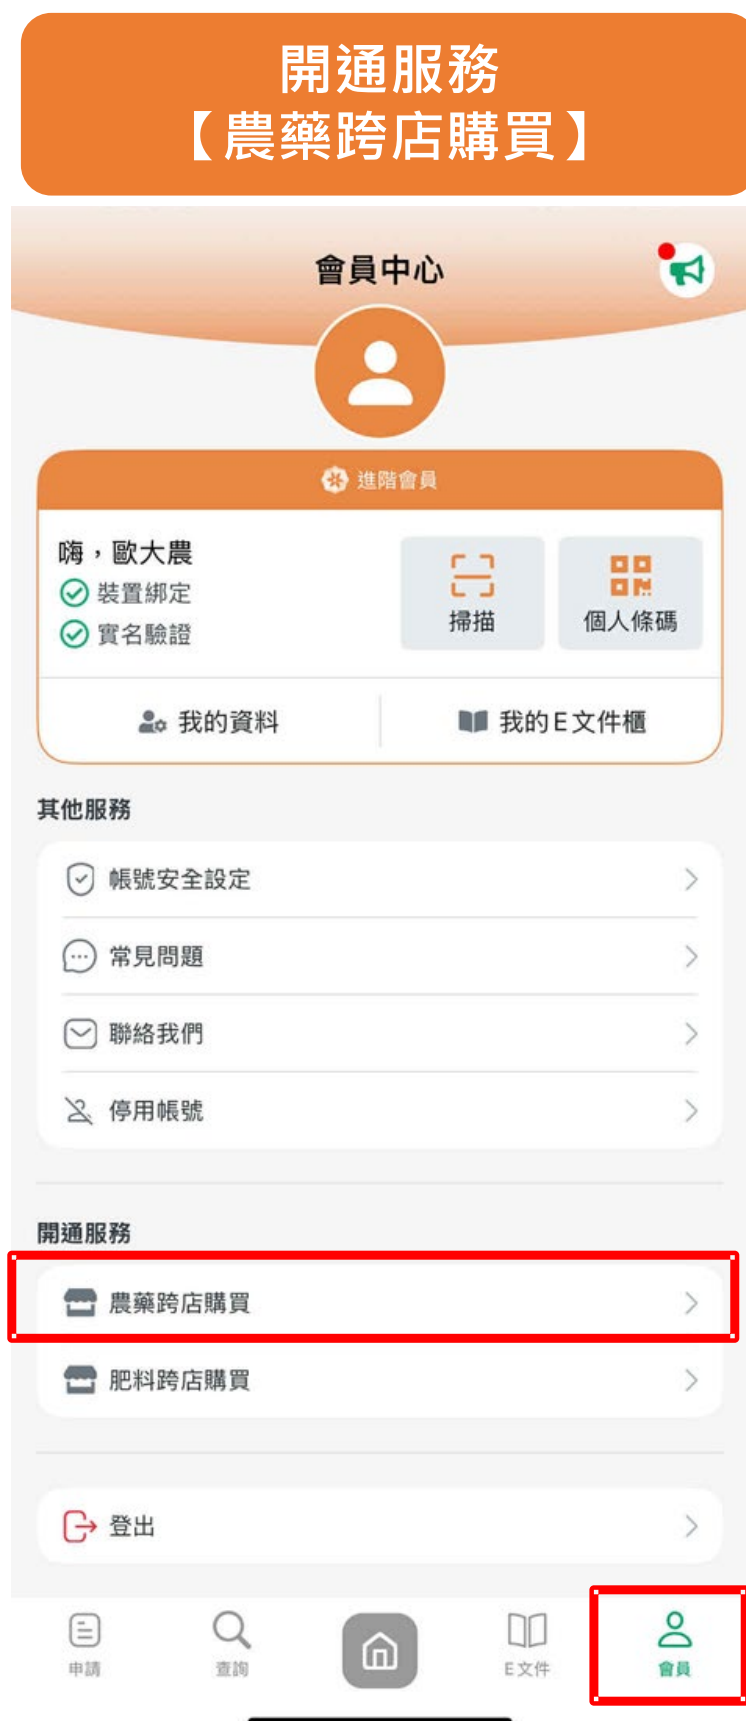 開通服務
【農藥跨店購買】
會員中心
進階會員
嗨，歐大農
裝置綁定
實名驗證
掃描
個人條碼
我的資料
我的E文件櫃
其他服務
帳號安全設定
常見問題
聯絡我們
停用帳號
開通服務
農藥跨店購買
肥料跨店購買
登出
申請
查詢
E文件
會員